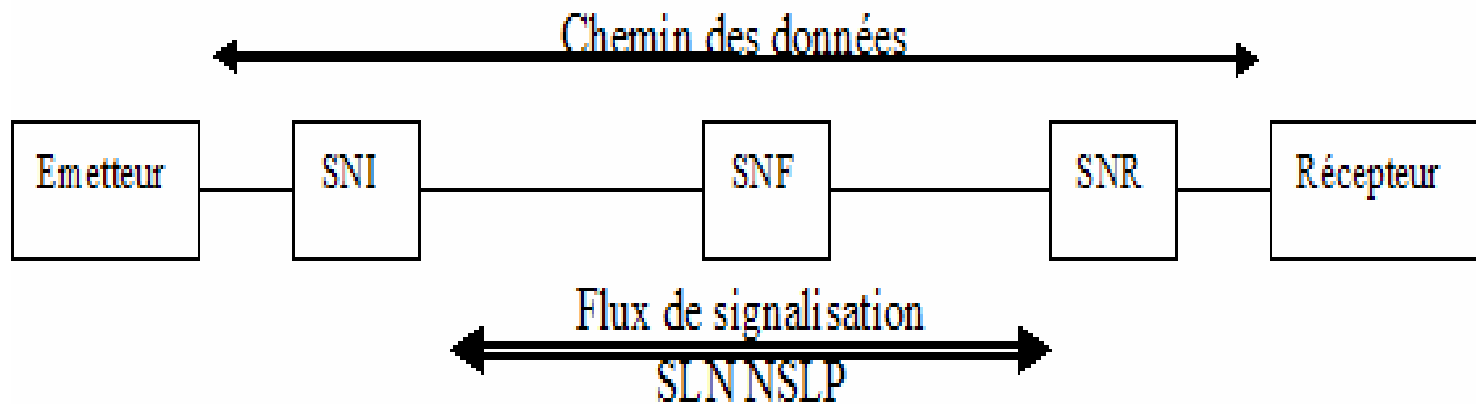 Chemin des données
Emetteur
SNI
SNF
SNR
Récepteur
Flux de signalisation
SLN NSLP